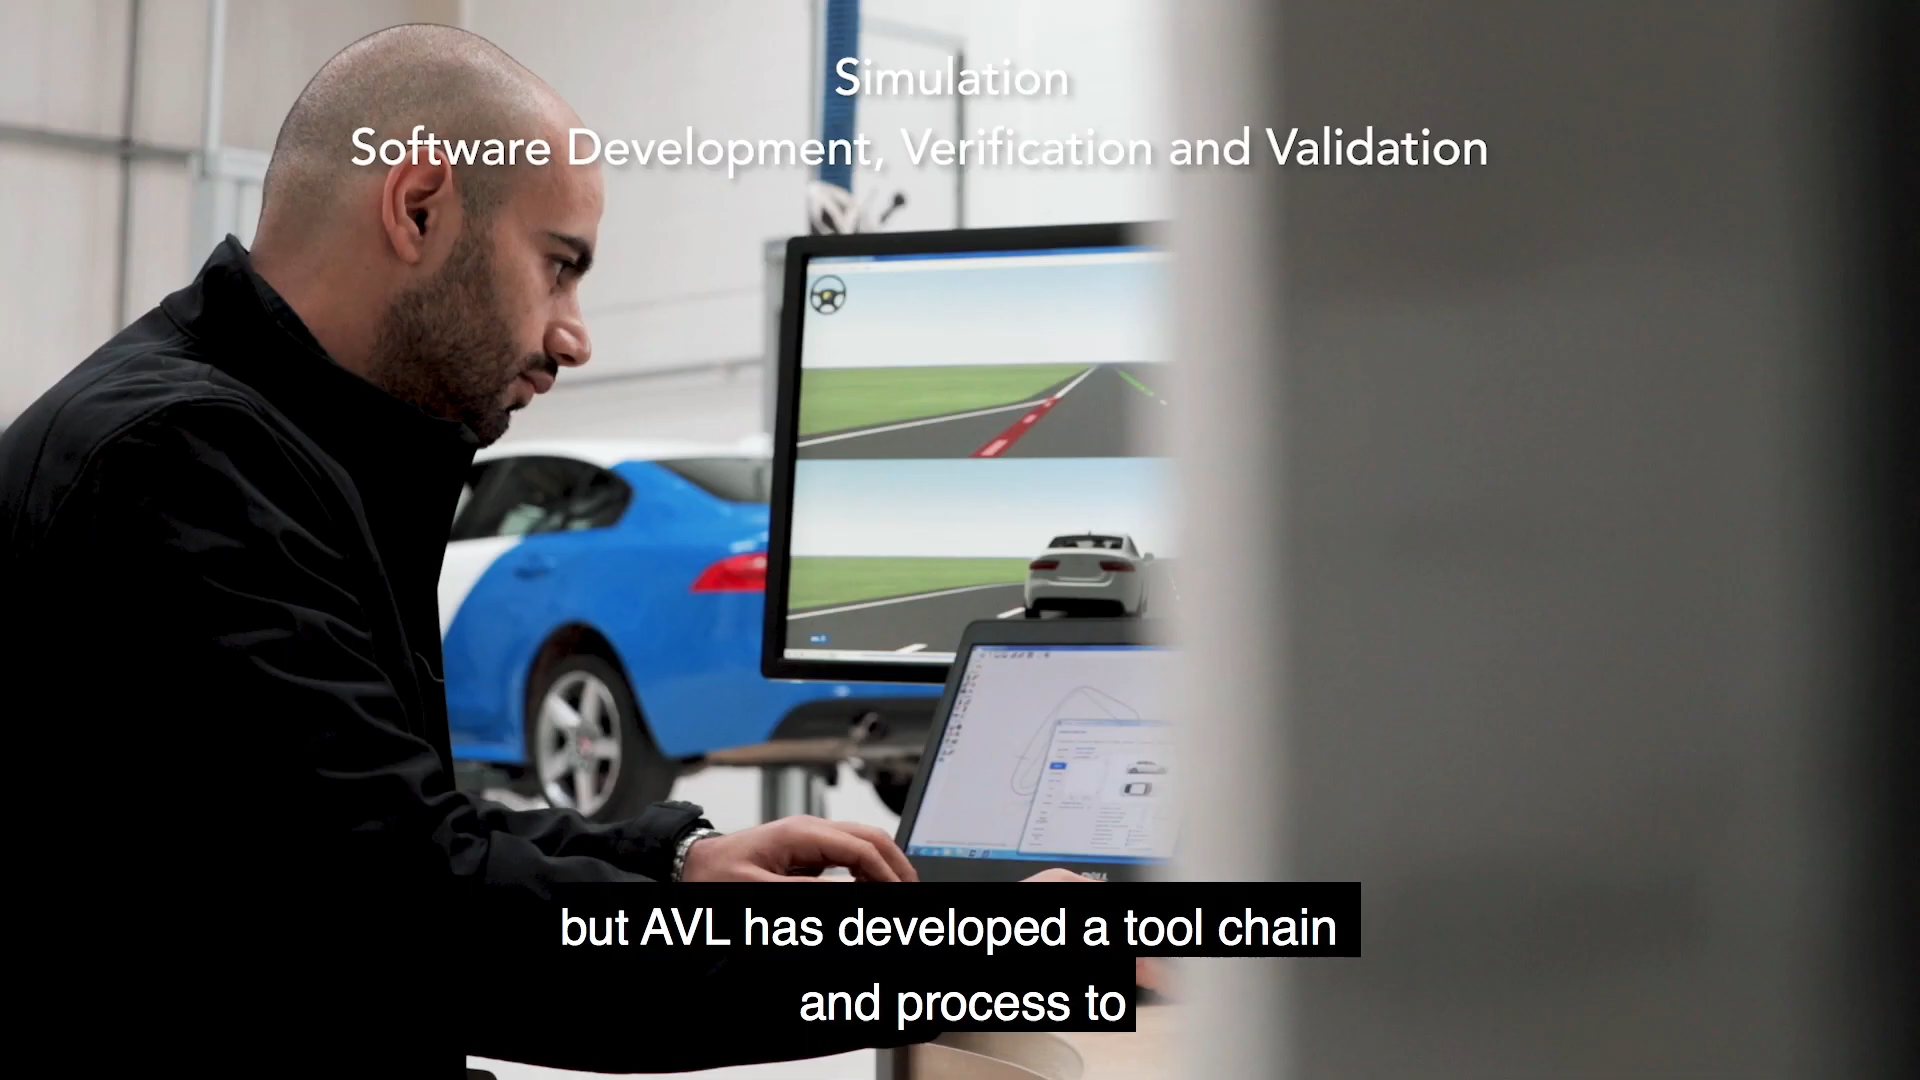 Simulation
Software Development, Verification and Validation
but AVL has developed a tool chain
and process to